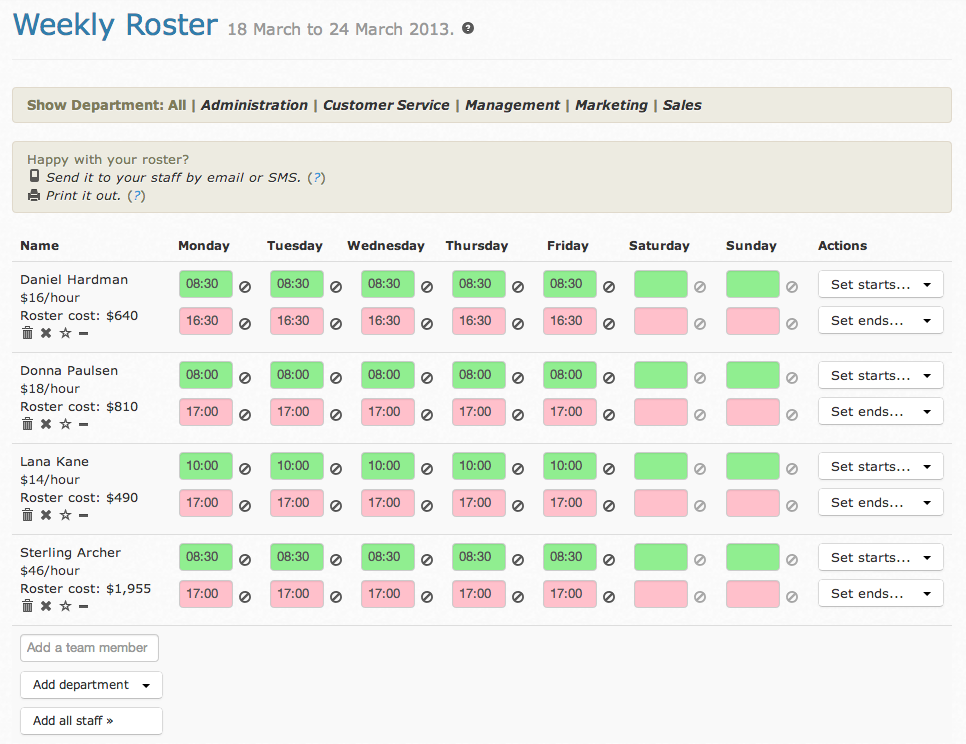 Weekly Roster 18 March to 24 March 2013. ?
Show Department: All | Administration | Customer Service | Management | Marketing | Sales
Happy with your roster?
Send it to your staff by email or SMS. (?)
Print it out. (?)
Name Monday Tuesday Wednesday Thursday Friday Saturday Sunday Actions
Daniel Hardman 08:30 08:30 08:30 08:30 08:30 Set starts...
$16/hour
Roster cost: $640 16:30 16:30 16:30 16:30 16:30 Set ends...
Donna Paulsen 08:00 08:00 08:00 08:00 08:00 Set starts...
$18/hour
Roster cost: $810 17:00 17:00 17:00 17:00 17:00 Set ends...
Lana Kane 10:00 10:00 10:00 10:00 10:00 Set starts...
$14/hour
Roster cost: $490 17:00 17:00 17:00 17:00 17:00 Set ends...
Sterling Archer 08:30 08:30 08:30 08:30 08:30 Set starts...
$46/hour
Roster cost: $1,955 17:00 17:00 17:00 17:00 17:00 Set ends...
Add a team member
Add department
Add all staff »